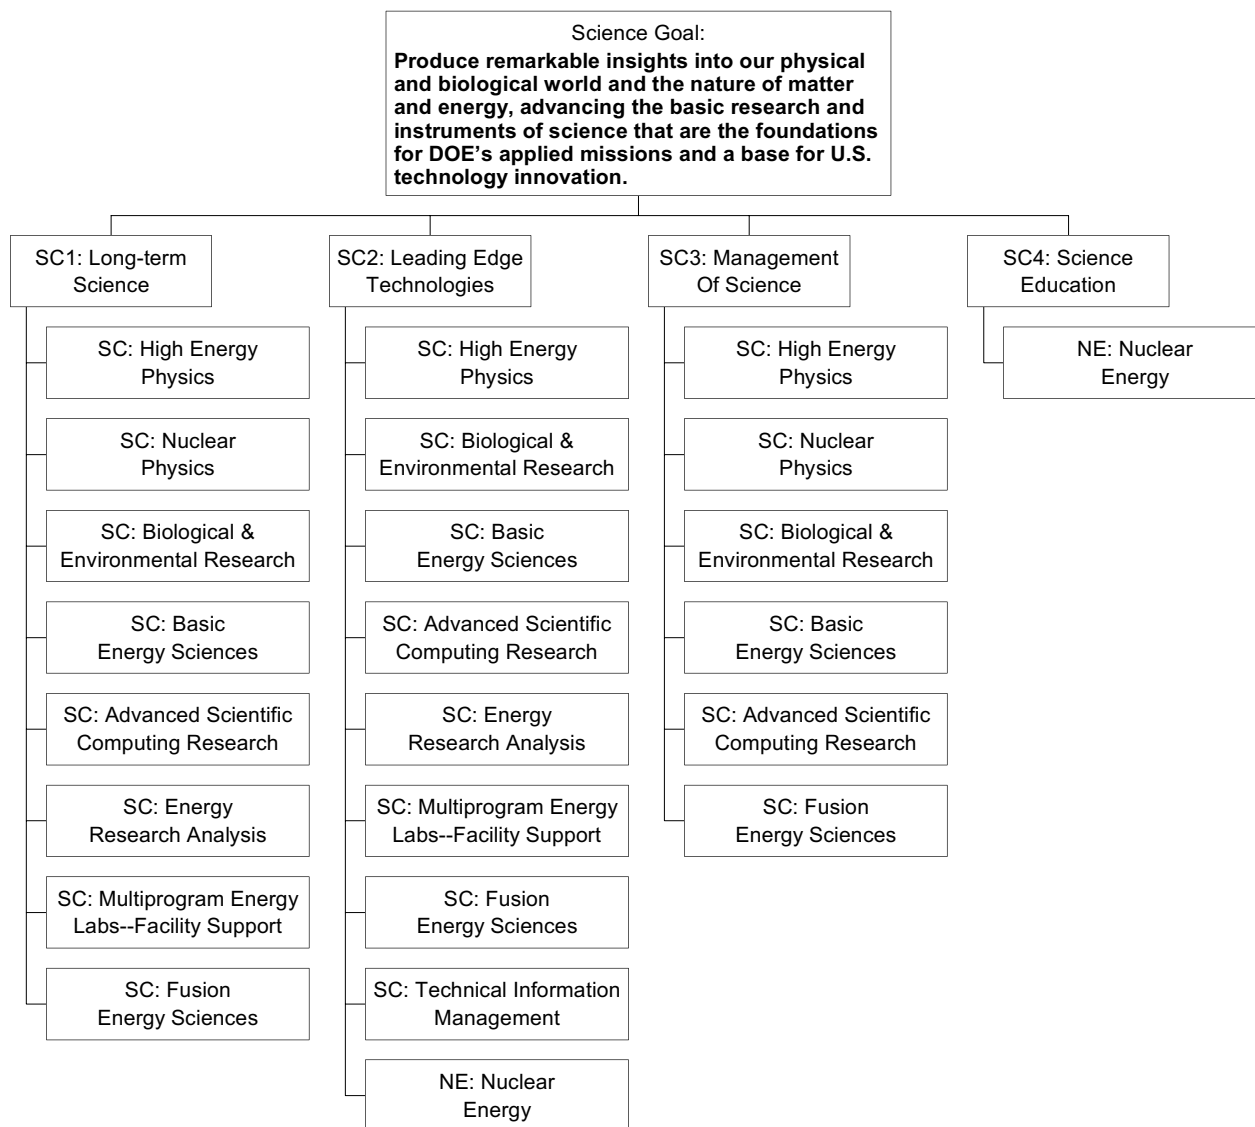 Science Goal:
Produce remarkable insights into our physical
and biological world and the nature of matter
and energy, advancing the basic research and
instruments of science that are the foundations
for DOE’s applied missions and a base for U.S.
technology innovation.
SC1: Long-term
Science
SC: High Energy
Physics
SC: Nuclear
Physics
SC: Biological &
Environmental Research
SC: Basic
Energy Sciences
SC: Advanced Scientific
Computing Research
SC: Energy
Research Analysis
SC: Multiprogram Energy
Labs--Facility Support
SC: Fusion
Energy Sciences
SC2: Leading Edge
Technologies
SC: High Energy
Physics
SC: Biological &
Environmental Research
SC: Basic
Energy Sciences
SC: Advanced Scientific
Computing Research
SC: Energy
Research Analysis
SC: Multiprogram Energy
Labs--Facility Support
SC: Fusion
Energy Sciences
SC: Technical Information
Management
NE: Nuclear
Energy
SC3: Management
Of Science
SC: High Energy
Physics
SC: Nuclear
Physics
SC: Biological &
Environmental Research
SC: Basic
Energy Sciences
SC: Advanced Scientific
Computing Research
SC: Fusion
Energy Sciences
SC4: Science
Education
NE: Nuclear
Energy